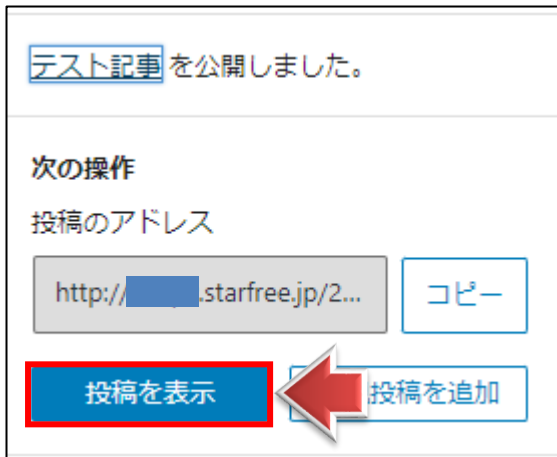 テスト記事 を公開しました。
次の操作
投稿のアドレス
http:// .starfree.jp/2...
コピー
投稿を表示
投稿を追加